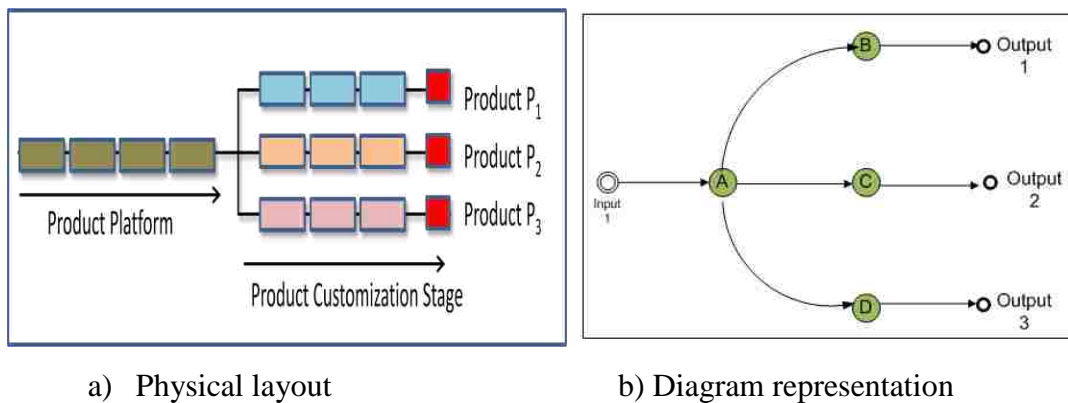 Product P1
Product P2
Product P3
Product Platform
Product Customization Stage
B
Output
1
Input
1
A
C
Output
2
D
Output
3
a) Physical layout
b) Diagram representation